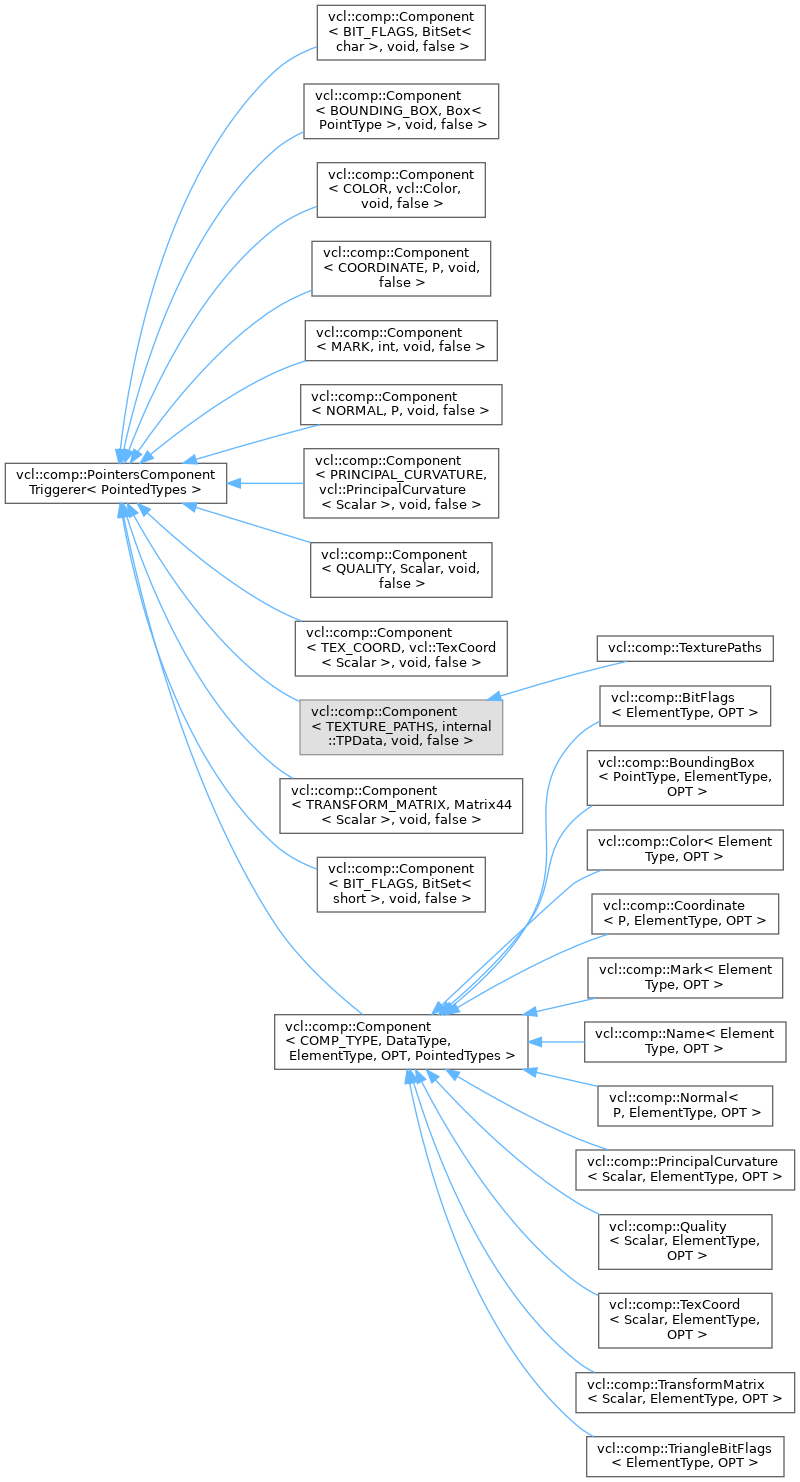 vcl::comp::Component
< BIT_FLAGS, BitSet<
char >, void, false >
vcl::comp::Component
< BOUNDING_BOX, Box<
PointType >, void, false >
vcl::comp::Component
< COLOR, vcl::Color,
void, false >
vcl::comp::Component
< COORDINATE, P, void,
false >
vcl::comp::Component
< MARK, int, void, false >
vcl::comp::Component
< NORMAL, P, void, false >
vcl::comp::PointersComponent
Triggerer< PointedTypes >
vcl::comp::Component
< PRINCIPAL_CURVATURE,
vcl::PrincipalCurvature
< Scalar >, void, false >
vcl::comp::Component
< QUALITY, Scalar, void,
false >
vcl::comp::Component
< TEX_COORD, vcl::TexCoord
< Scalar >, void, false >
vcl::comp::Component
< TEXTURE_PATHS, internal
::TPData, void, false >
vcl::comp::TexturePaths
vcl::comp::Component
< TRANSFORM_MATRIX, Matrix44
< Scalar >, void, false >
vcl::comp::Component
< BIT_FLAGS, BitSet<
short >, void, false >
vcl::comp::Component
< COMP_TYPE, DataType,
ElementType, OPT, PointedTypes >
vcl::comp::BitFlags
< ElementType, OPT >
vcl::comp::BoundingBox
< PointType, ElementType,
OPT >
vcl::comp::Color< Element
Type, OPT >
vcl::comp::Coordinate
< P, ElementType, OPT >
vcl::comp::Mark< Element
Type, OPT >
vcl::comp::Name< Element
Type, OPT >
vcl::comp::Normal<
P, ElementType, OPT >
vcl::comp::PrincipalCurvature
< Scalar, ElementType, OPT >
vcl::comp::Quality
< Scalar, ElementType,
OPT >
vcl::comp::TexCoord
< Scalar, ElementType,
OPT >
vcl::comp::TransformMatrix
< Scalar, ElementType, OPT >
vcl::comp::TriangleBitFlags
< ElementType, OPT >